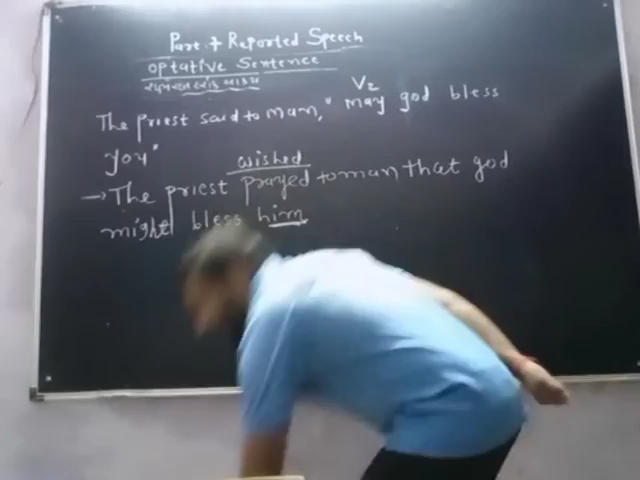 Part of Reported Speech
optative Sentence
V2
The priest said to man, "may god bless
you"
wished
→ The priest prayed to man that god
might bless him